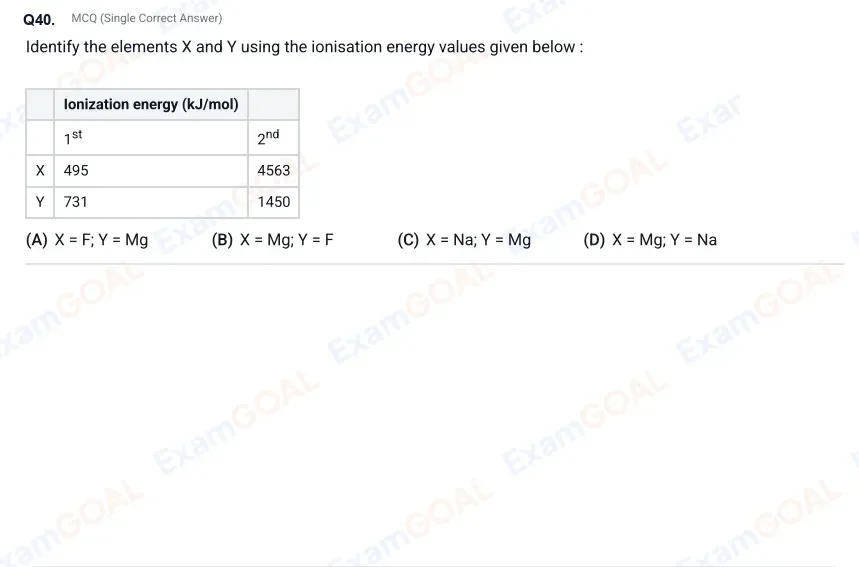 Q40. MCQ (Single Correct Answer)
Identify the elements X and Y using the ionisation energy values given below :
Ionization energy (kJ/mol)
1st 2nd
X 495 4563
Y 731 1450
(A) X = F; Y = Mg (B) X = Mg; Y = F (C) X = Na; Y = Mg (D) X = Mg; Y = Na
ExamGOAL